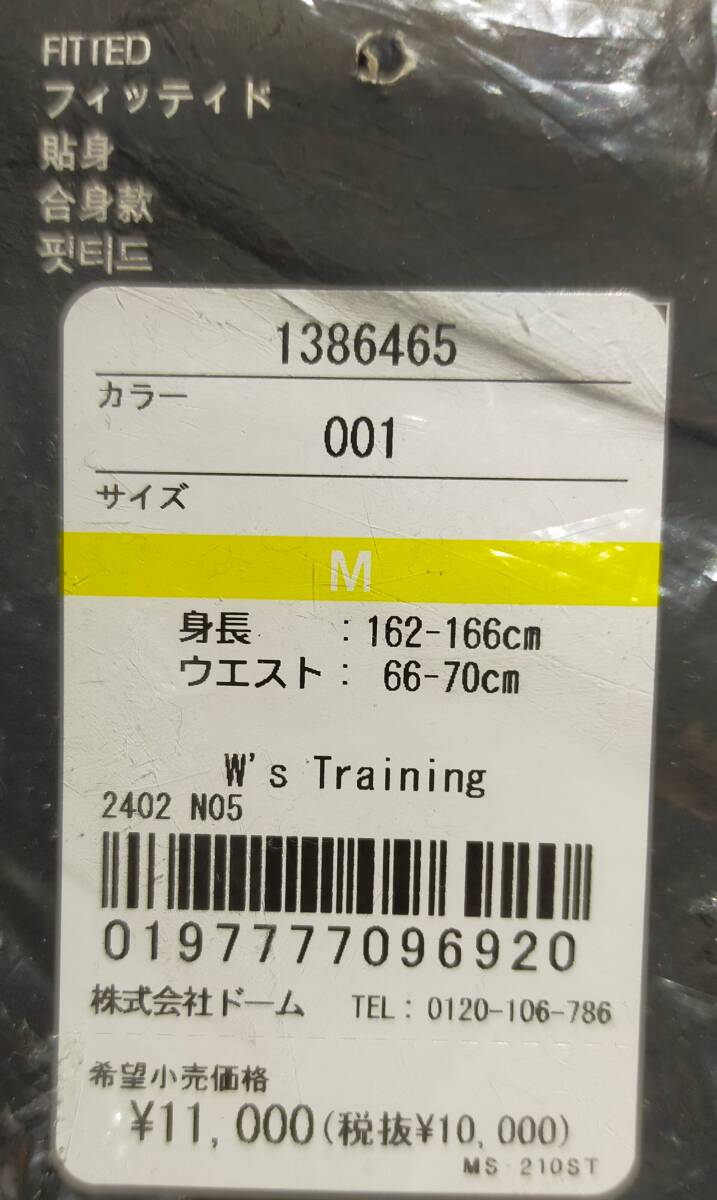 FITTED
フィッティド
貼身
合身款
핏티드
1386465
カラー
001
サイズ
M
身長 : 162-166cm
ウエスト : 66-70cm
W's Training
2402 N05
0197777096920
株式会社ドーム TEL : 0120-106-786
希望小売価格
¥11,000(税抜¥10,000)
MS-210ST